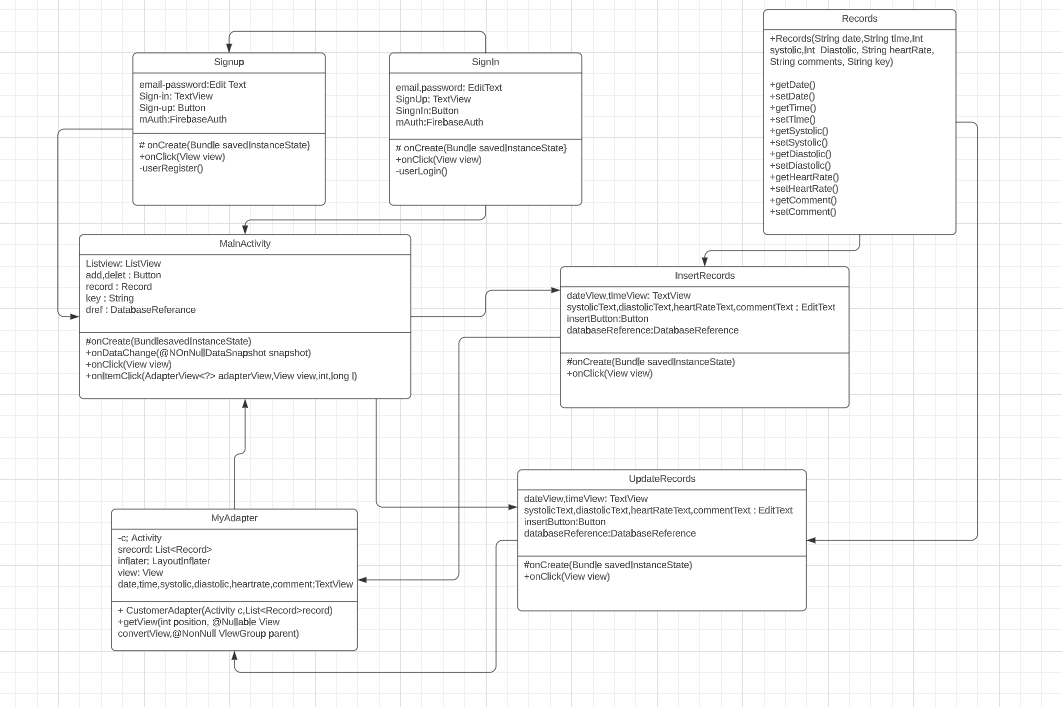 Signup
email-password:Edit Text
Sign-in: TextView
Sign-up: Button
mAuth:FirebaseAuth
# onCreate(Bundle savedInstanceState}
+onClick(View view)
-userRegister()
SignIn
email,password: EditText
SignUp: TextView
SingnIn:Button
mAuth:FirebaseAuth
# onCreate(Bundle savedInstanceState}
+onClick(View view)
-userLogin()
Records
+Records(String date,String time,Int
systolic,Int Diastolic, String heartRate,
String comments, String key)
+getDate()
+setDate()
+getTime()
+setTime()
+getSystolic()
+setSystolic()
+getDiastolic()
+setDiastolic()
+getHeartRate()
+setHeartRate()
+getComment()
+setComment()
MainActivity
Listview: ListView
add,delet : Button
record : Record
key : String
dref : DatabaseReferance
#onCreate(BundlesavedInstanceState)
+onDataChange(@NOnNullDataSnapshot snapshot)
+onClick(View view)
+onItemClick(AdapterView<?> adapterView,View view,int,long l)
InsertRecords
dateView,timeView: TextView
systolicText,diastolicText,heartRateText,commentText : EditText
insertButton:Button
databaseReference:DatabaseReference
#onCreate(Bundle savedInstanceState)
+onClick(View view)
UpdateRecords
dateView,timeView: TextView
systolicText,diastolicText,heartRateText,commentText : EditText
insertButton:Button
databaseReference:DatabaseReference
#onCreate(Bundle savedInstanceState)
+onClick(View view)
MyAdapter
-c; Activity
srecord: List<Record>
inflater; LayoutInflater
view: View
date,time,systolic,diastolic,heartrate,comment:TextView
+ CustomerAdapter(Activity c,List<Record>record)
+getView(int position, @Nullable View
convertView,@NonNull ViewGroup parent)